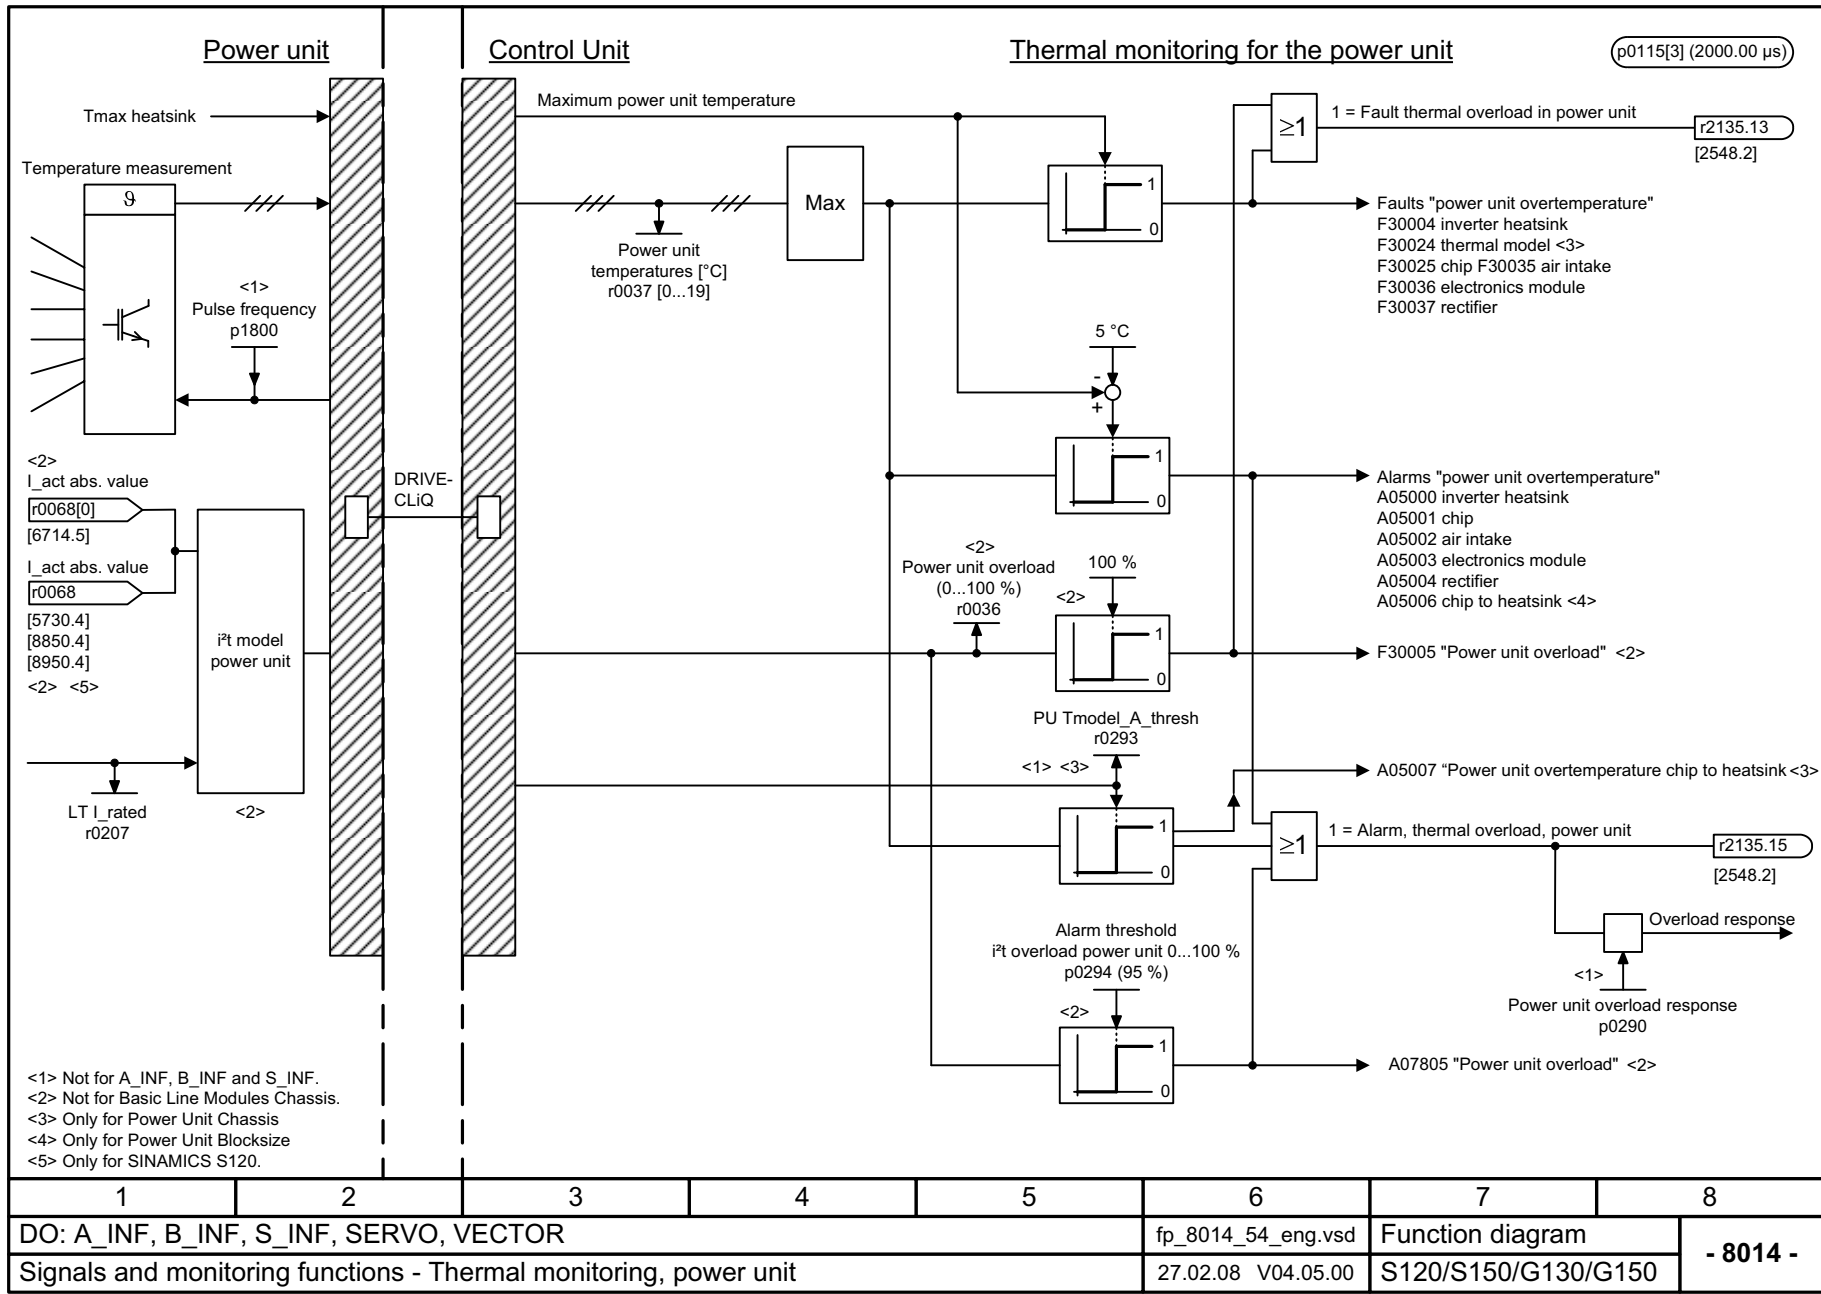 Power unit
Control Unit
Thermal monitoring for the power unit
p0115[3] (2000.00 µs)
Tmax heatsink
Maximum power unit temperature
≥1
1 = Fault thermal overload in power unit
r2135.13
[2548.2]
Temperature measurement
ϑ
Max
1
0
Power unit
temperatures [°C]
r0037 [0...19]
Faults "power unit overtemperature"
F30004 inverter heatsink
F30024 thermal model <3>
F30025 chip F30035 air intake
F30036 electronics module
F30037 rectifier
<1>
Pulse frequency
p1800
5 °C
-
+
<2>
I_act abs. value
r0068[0]
[6714.5]
I_act abs. value
r0068
[5730.4]
[8850.4]
[8950.4]
<2> <5>
i²t model
power unit
<2>
LT I_rated
r0207
DRIVE-
CLiQ
1
0
Alarms "power unit overtemperature"
A05000 inverter heatsink
A05001 chip
A05002 air intake
A05003 electronics module
A05004 rectifier
A05006 chip to heatsink <4>
<2>
Power unit overload
(0...100 %)
r0036
100 %
<2>
1
0
F30005 "Power unit overload" <2>
PU Tmodel_A_thresh
r0293
<1> <3>
1
0
A05007 “Power unit overtemperature chip to heatsink <3>
≥1
1 = Alarm, thermal overload, power unit
r2135.15
[2548.2]
Overload response
<1>
Power unit overload response
p0290
Alarm threshold
i²t overload power unit 0...100 %
p0294 (95 %)
<2>
1
0
A07805 "Power unit overload" <2>
<1> Not for A_INF, B_INF and S_INF.
<2> Not for Basic Line Modules Chassis.
<3> Only for Power Unit Chassis
<4> Only for Power Unit Blocksize
<5> Only for SINAMICS S120.
1 2 3 4 5 6 7 8
DO: A_INF, B_INF, S_INF, SERVO, VECTOR
fp_8014_54_eng.vsd
Function diagram
- 8014 -
Signals and monitoring functions - Thermal monitoring, power unit
27.02.08 V04.05.00
S120/S150/G130/G150